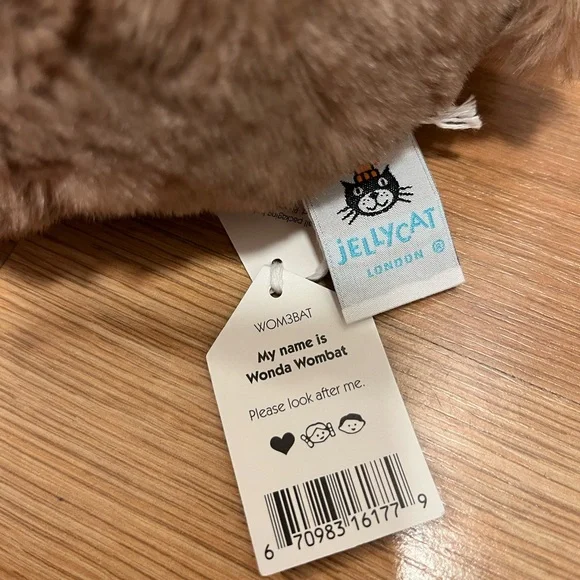 JELLYCAT
LONDON ®
WOM3BAT
My name is
Wonda Wombat
Please look after me.
6 70983 16177 9